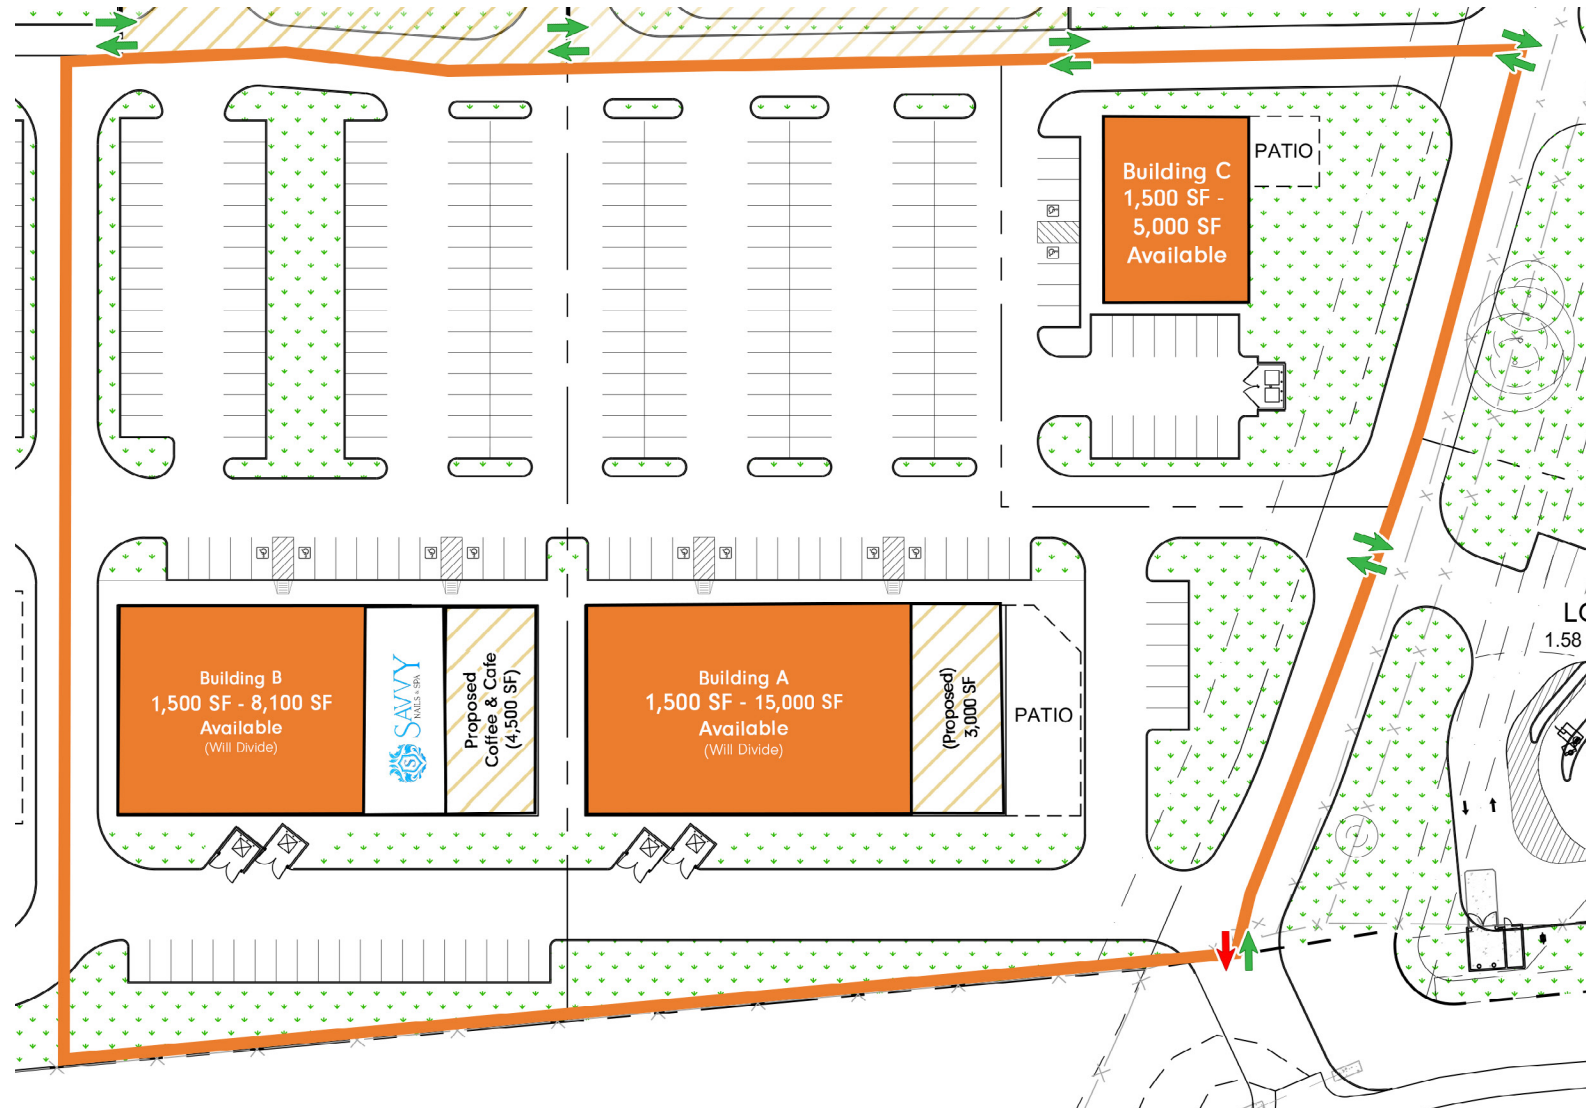 Building C
1,500 SF -
5,000 SF
Available
PATIO
Building B
1,500 SF - 8,100 SF
Available
(Will Divide)
SAVVY
NAILS & SPA
S
Proposed
Coffee & Cafe
(4,500 SF)
Building A
1,500 SF - 15,000 SF
Available
(Will Divide)
(Proposed)
3,000 SF
PATIO
LO
1.58